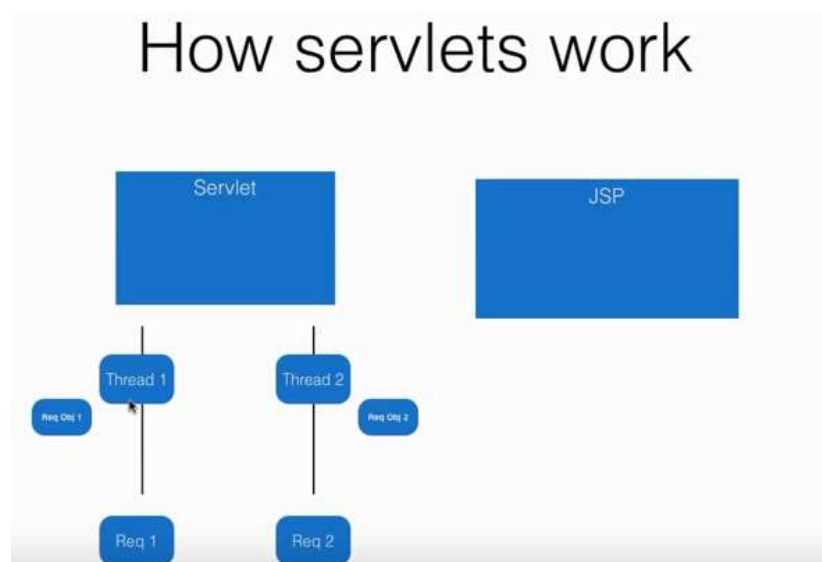 How servlets work
Servlet
JSP
Thread 1
Thread 2
Req Obj 1
Req Obj 2
Req 1
Req 2